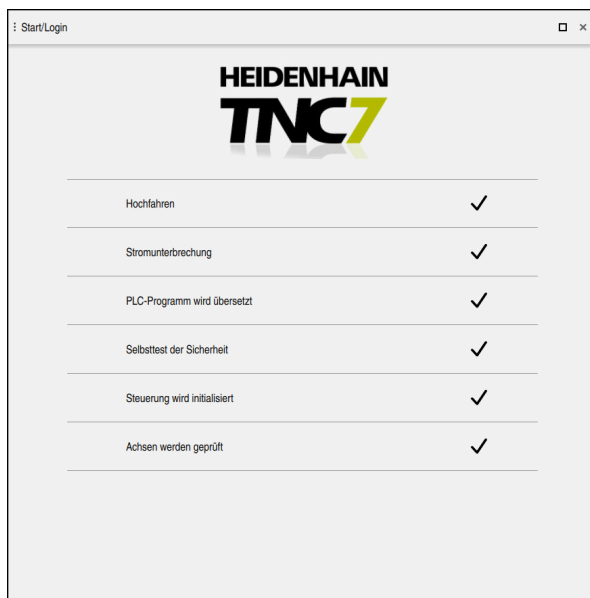 Start/Login
HEIDENHAIN
TNC7
Hochfahren
Stromunterbrechung
PLC-Programm wird übersetzt
Selbsttest der Sicherheit
Steuerung wird initialisiert
Achsen werden geprüft